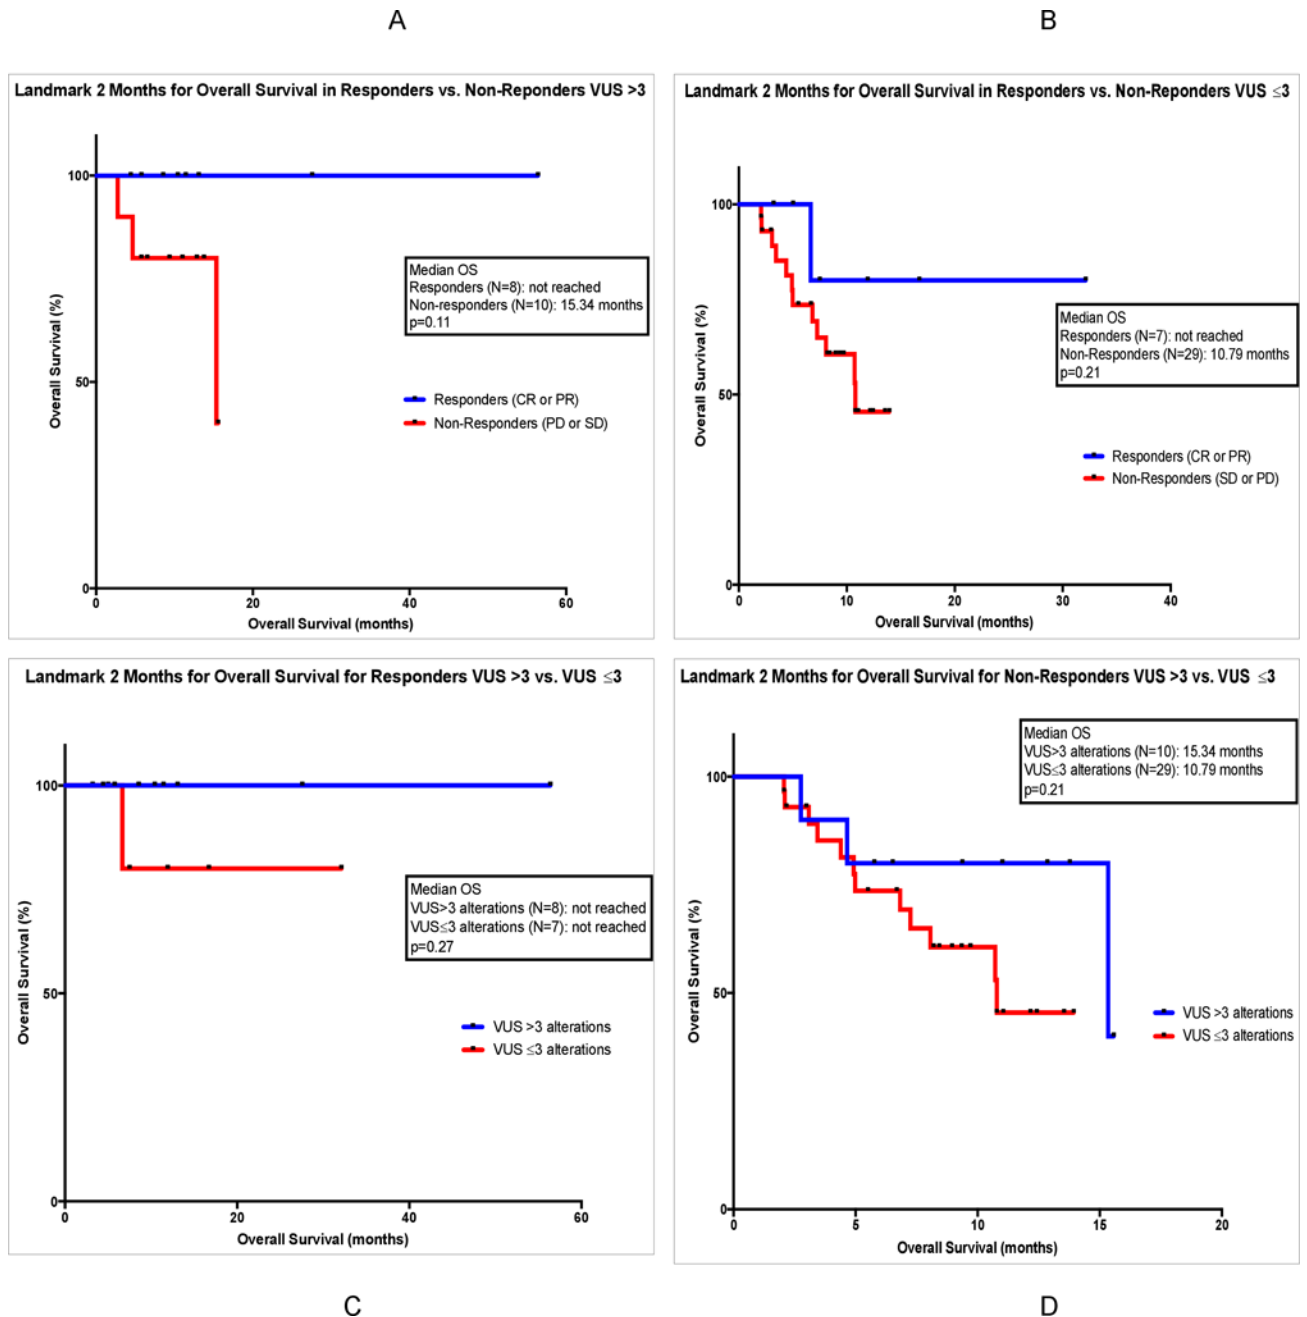 A
B
Landmark 2 Months for Overall Survival in Responders vs. Non-Reponders VUS >3
100
50
0
0
20
40
60
Overall Survival (%)
Overall Survival (months)
Median OS
Responders (N=8): not reached
Non-responders (N=10): 15.34 months
p=0.11
Responders (CR or PR)
Non-Responders (PD or SD)
Landmark 2 Months for Overall Survival in Responders vs. Non-Reponders VUS ≤3
100
50
0
0
10
20
30
40
Overall Survival (%)
Overall Survival (months)
Median OS
Responders (N=7): not reached
Non-Responders (N=29): 10.79 months
p=0.21
Responders (CR or PR)
Non-Responders (SD or PD)
Landmark 2 Months for Overall Survival for Responders VUS >3 vs. VUS ≤3
100
50
0
0
20
40
60
Overall Survival (%)
Overall Survival (months)
Median OS
VUS>3 alterations (N=8): not reached
VUS≤3 alterations (N=7): not reached
p=0.27
VUS >3 alterations
VUS ≤3 alterations
Landmark 2 Months for Overall Survival for Non-Responders VUS >3 vs. VUS ≤3
100
50
0
0
5
10
15
20
Overall Survival (%)
Overall Survival (months)
Median OS
VUS>3 alterations (N=10): 15.34 months
VUS≤3 alterations (N=29): 10.79 months
p=0.21
VUS >3 alterations
VUS ≤3 alterations
C
D